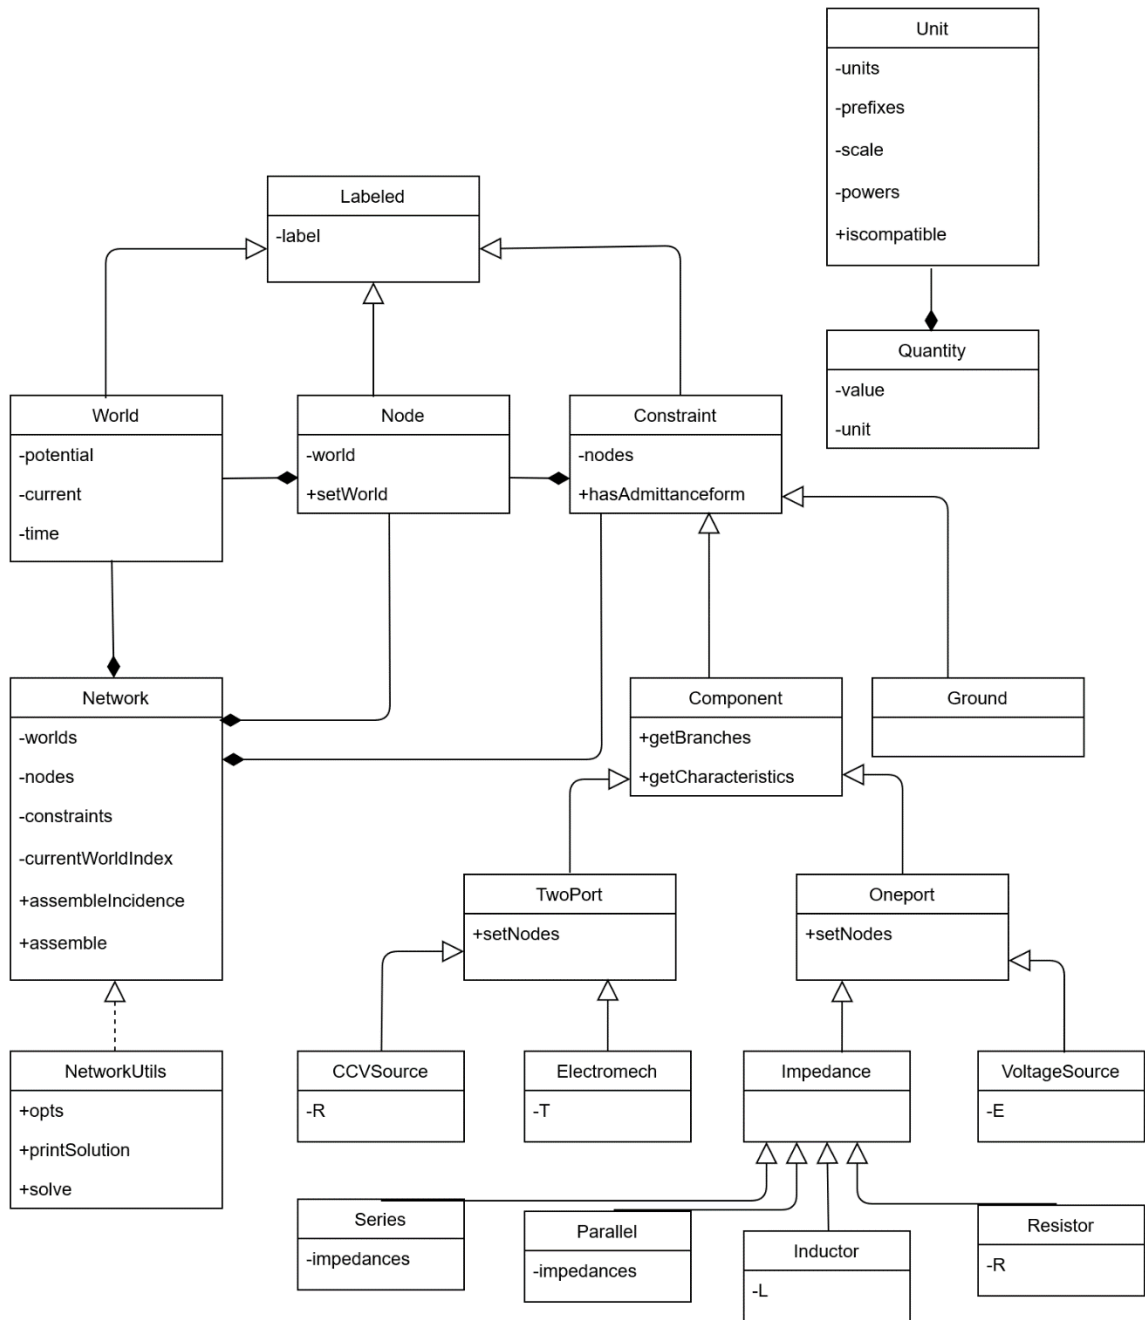 Unit
-units
-prefixes
-scale
-powers
+iscompatible
Labeled
-label
Quantity
-value
-unit
World
-potential
-current
-time
Node
-world
+setWorld
Constraint
-nodes
+hasAdmittanceform
Network
-worlds
-nodes
-constraints
-currentWorldIndex
+assembleIncidence
+assemble
Component
+getBranches
+getCharacteristics
Ground
TwoPort
+setNodes
Oneport
+setNodes
NetworkUtils
+opts
+printSolution
+solve
CCVSource
-R
Electromech
-T
Impedance
VoltageSource
-E
Series
-impedances
Parallel
-impedances
Inductor
-L
Resistor
-R